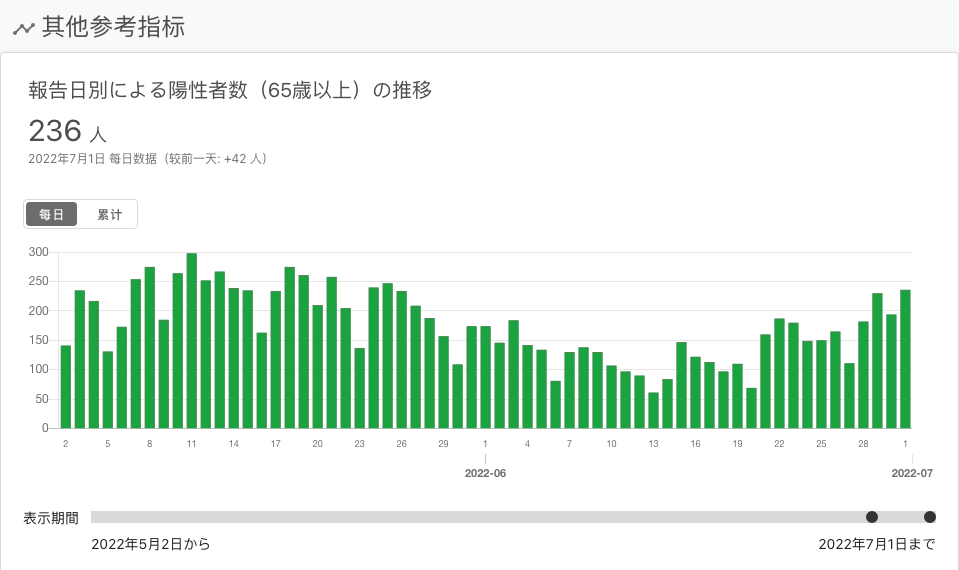 其他参考指标
報告日別による陽性者数（65歳以上）の推移
236 人
2022年7月1日 每日数据（较前一天: +42 人）
每日 累计
300
250
200
150
100
50
0
2 5 8 11 14 17 20 23 26 29 1 4 7 10 13 16 19 22 25 28 1
2022-06 2022-07
表示期間
2022年5月2日から 2022年7月1日まで